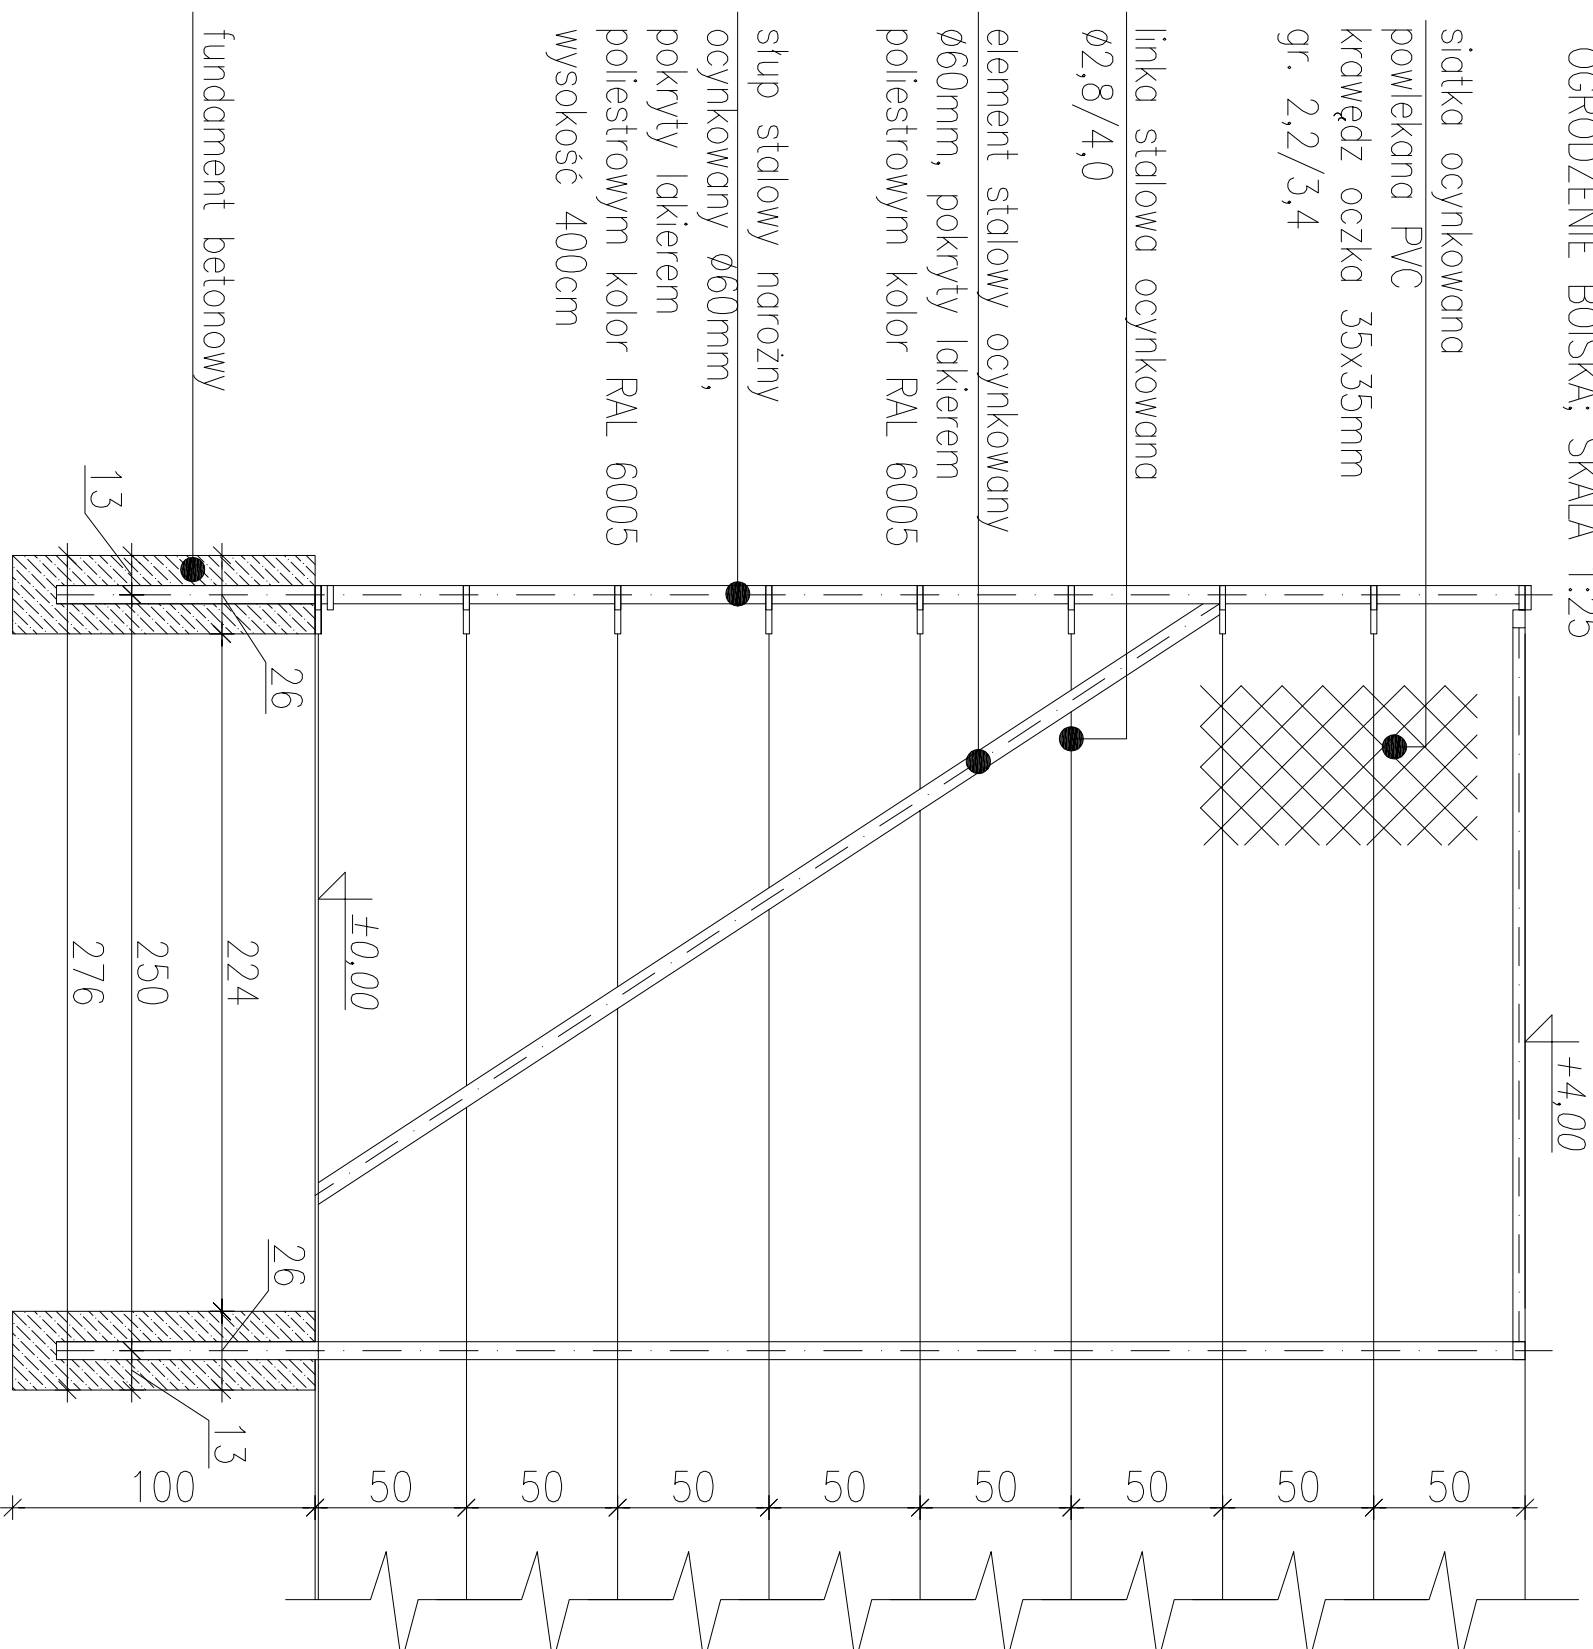 OGRODZENIE BOISKA; SKALA 1:25
siatka ocynkowana
powlekana PVC
krawędz oczka 35x35mm
gr. 2,2/3,4
linka stalowa ocynkowana
ø2,8/4,0
element stalowy ocynkowany
ø60mm, pokryty lakierem
poliestrowym kolor RAL 6005
słup stalowy narożny
ocynkowany ø60mm,
pokryty lakierem
poliestrowym kolor RAL 6005
wysokość 400cm
fundament betonowy
+4,00
±0,00
13
26
224
250
276
26
13
50
50
50
50
50
50
50
50
100